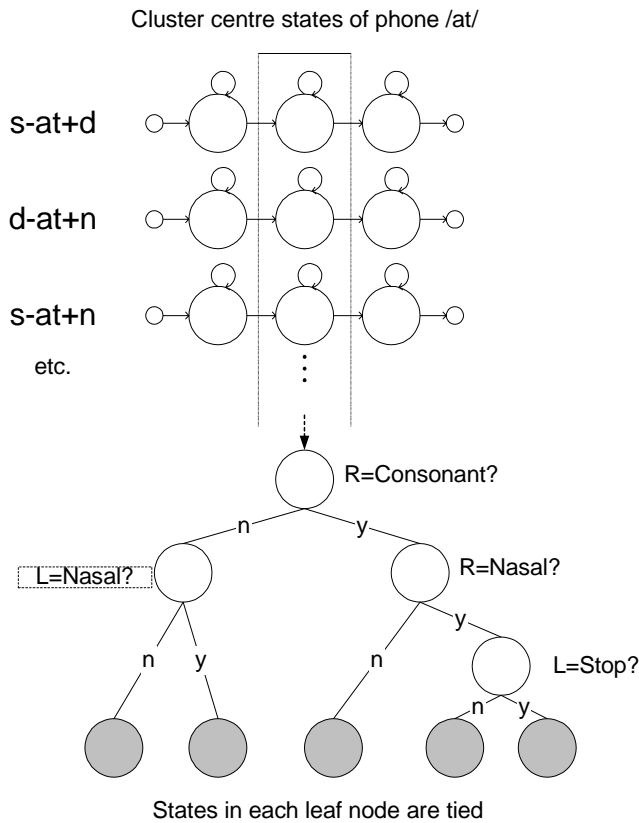 Cluster centre states of phone /at/
s-at+d
d-at+n
s-at+n
etc.
R=Consonant?
n y
L=Nasal? R=Nasal?
n y n y
L=Stop?
n y
States in each leaf node are tied